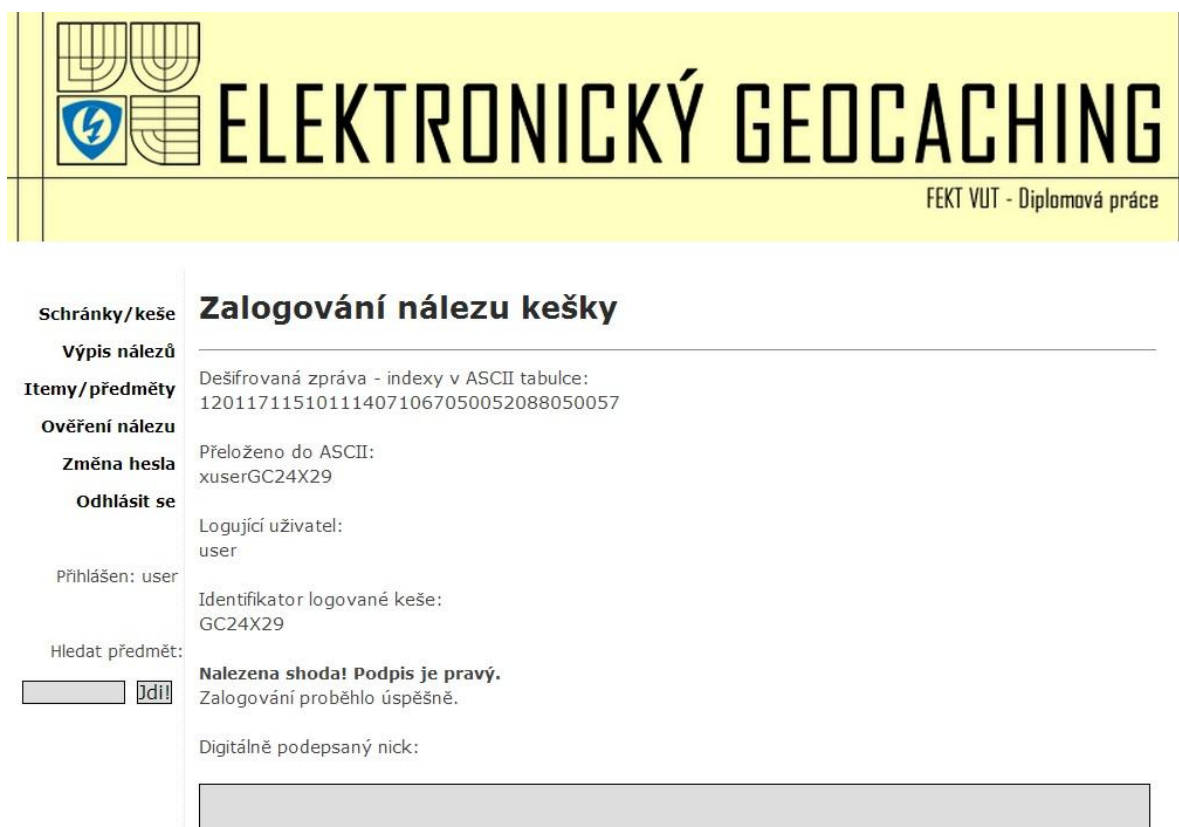 ELEKTRONICKÝ GEOCACHING
FEKT VUT - Diplomová práce
Schránky/keše
Výpis nálezů
Itemy/předměty
Ověření nálezu
Změna hesla
Odhlásit se
Přihlášen: user
Hledat předmět:
Jdi!
Zalogování nálezu kešky
Dešifrovaná zpráva - indexy v ASCII tabulce:
120117115101114071067050052088050057
Přeloženo do ASCII:
xuserGC24X29
Logující uživatel:
user
Identifikator logované keše:
GC24X29
Nalezena shoda! Podpis je pravý.
Zalogování proběhlo úspěšně.
Digitálně podepsaný nick: